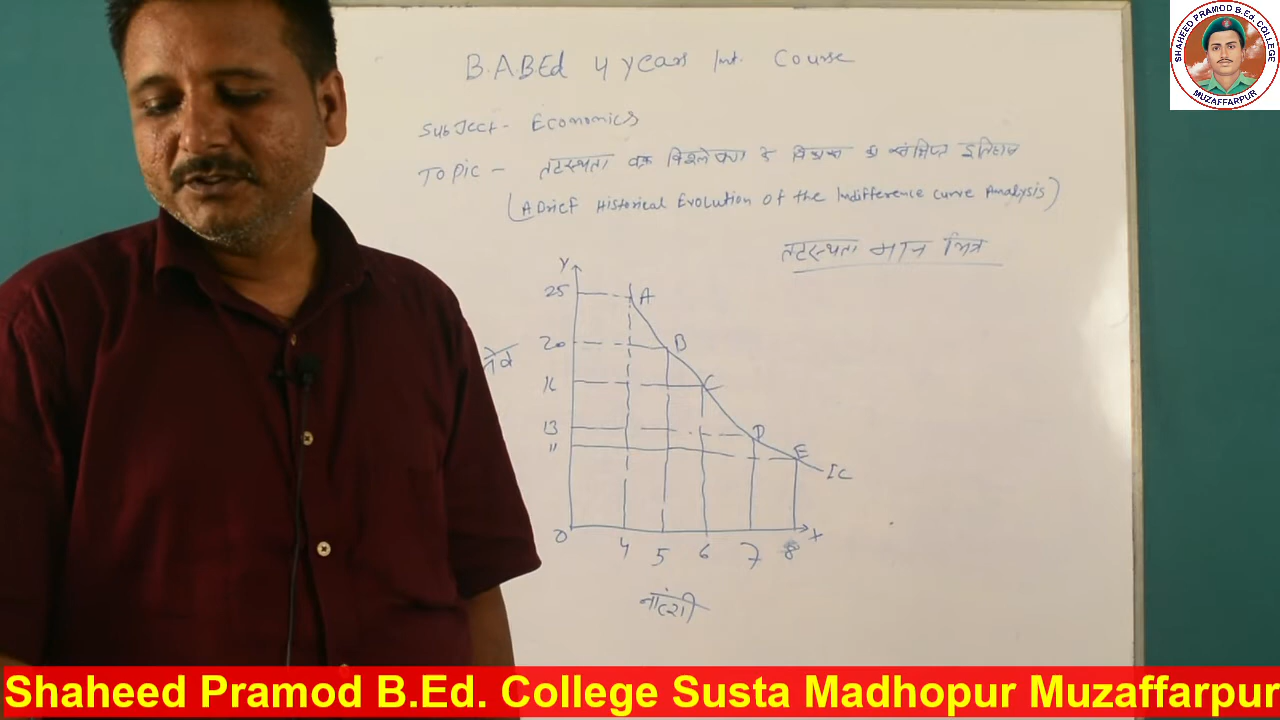 B.A B.Ed 4 years Int. Course
Subject - Economics
Topic - तटस्थता वक्र विश्लेषण के विकास का संक्षिप्त इतिहास
(A Brief Historical Evolution of the Indifference curve Analysis)
तटस्थता मान चित्र
Y
25 A
20 B
16 C
13 D
11 E
IC
O 4 5 6 7 8 X
SHAHEED PRAMOD B.Ed. COLLEGE
MUZAFFARPUR
Shaheed Pramod B.Ed. College Susta Madhopur Muzaffarpur